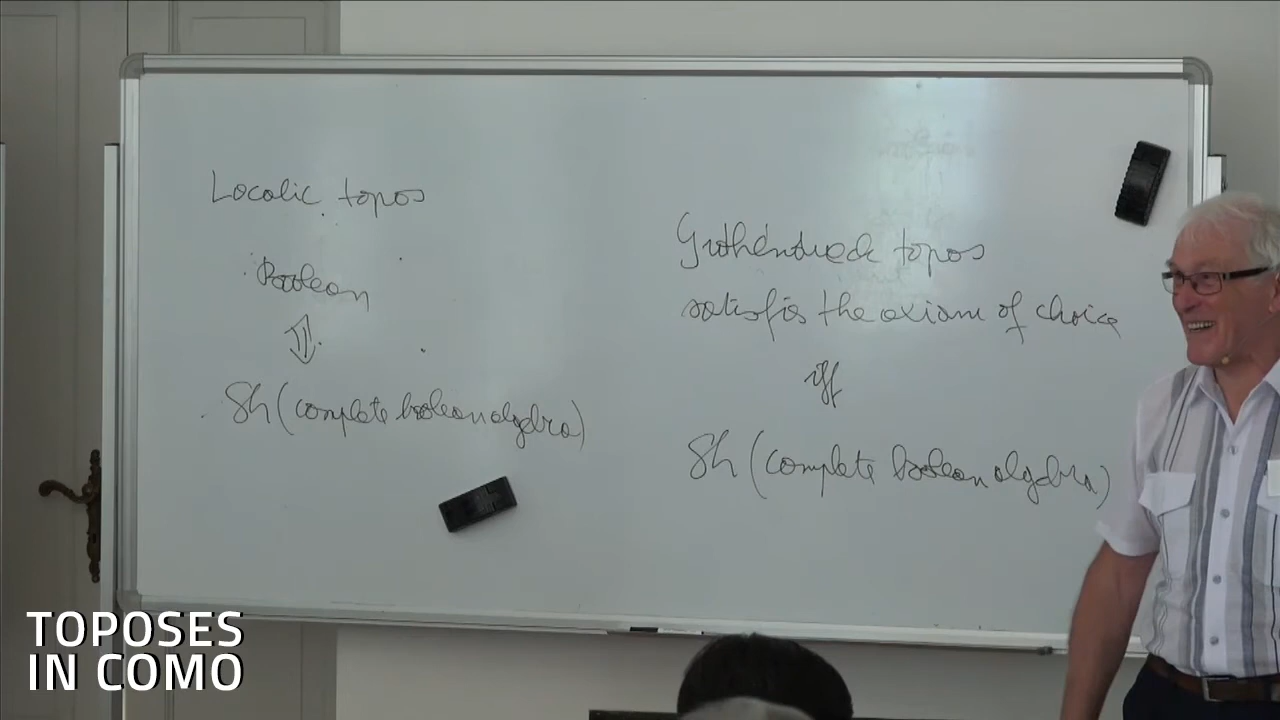 Localic topos
Boolean
⇕
Sh (complete boolean algebra)
Grothendieck topos
satisfies the axiom of choice
iff
Sh (complete boolean algebra)
TOPOSES
IN COMO